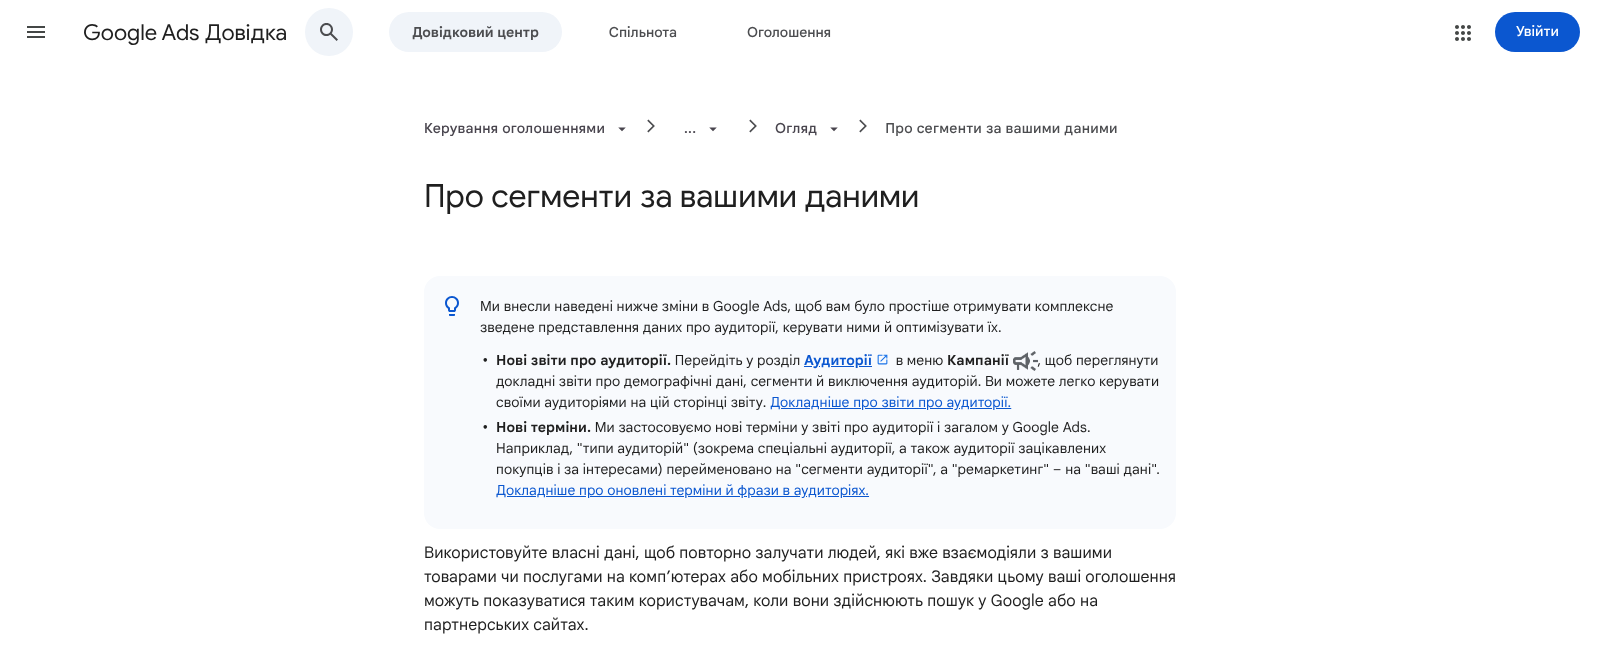 Google Ads Довідка
Довідковий центр
Спільнота
Оголошення
Увійти
Керування оголошеннями
...
Огляд
Про сегменти за вашими даними
Про сегменти за вашими даними
Ми внесли наведені нижче зміни в Google Ads, щоб вам було простіше отримувати комплексне
зведене представлення даних про аудиторії, керувати ними й оптимізувати їх.
• Нові звіти про аудиторії. Перейдіть у розділ Аудиторії в меню Кампанії , щоб переглянути
докладні звіти про демографічні дані, сегменти й виключення аудиторій. Ви можете легко керувати
своїми аудиторіями на цій сторінці звіту. Докладніше про звіти про аудиторії.
• Нові терміни. Ми застосовуємо нові терміни у звіті про аудиторії і загалом у Google Ads.
Наприклад, "типи аудиторій" (зокрема спеціальні аудиторії, а також аудиторії зацікавлених
покупців і за інтересами) перейменовано на "сегменти аудиторії", а "ремаркетинг" – на "ваші дані".
Докладніше про оновлені терміни й фрази в аудиторіях.
Використовуйте власні дані, щоб повторно залучати людей, які вже взаємодіяли з вашими
товарами чи послугами на комп’ютерах або мобільних пристроях. Завдяки цьому ваші оголошення
можуть показуватися таким користувачам, коли вони здійснюють пошук у Google або на
партнерських сайтах.